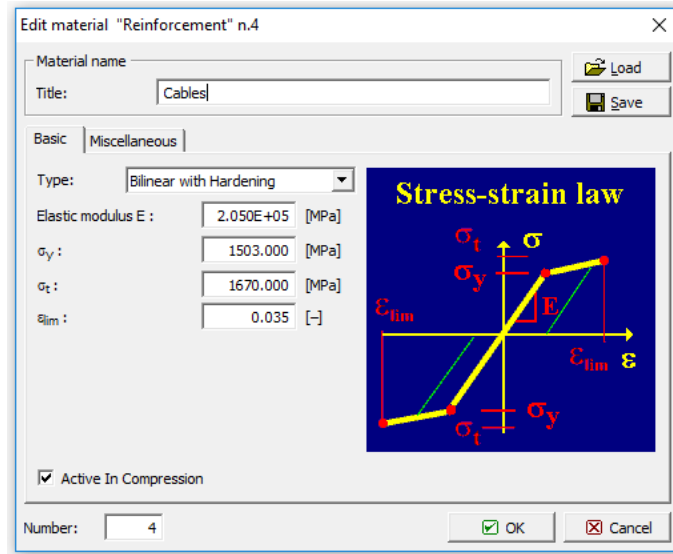 Edit material "Reinforcement" n.4
Material name
Title: Cables
Load
Save
Basic Miscellaneous
Type: Bilinear with Hardening
Elastic modulus E : 2.050E+05 [MPa]
σy : 1503.000 [MPa]
σt : 1670.000 [MPa]
εlim : 0.035 [-]
Stress-strain law
σt σ
σy
εlim E
εlim ε
σy
σt
Active In Compression
Number: 4 OK Cancel